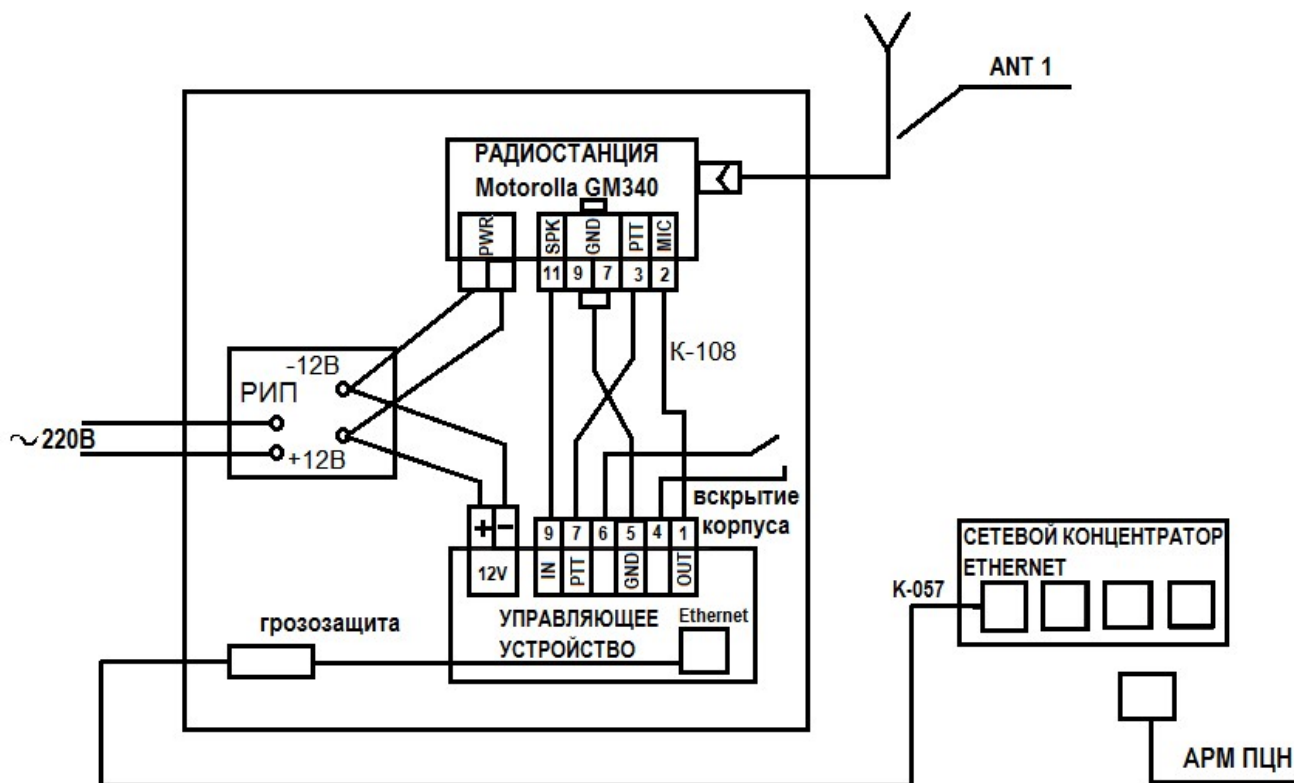 ANT 1
РАДИОСТАНЦИЯ
Motorolla GM340
PWR
SPK
GND
PTT
MIC
11 9 7 3 2
К-108
-12В
РИП
~ 220В
+12В
вскрытие
корпуса
+ −
9 7 6 5 4 1
12V
IN
PTT
GND
OUT
УПРАВЛЯЮЩЕЕ
УСТРОЙСТВО
Ethernet
грозозащита
К-057
СЕТЕВОЙ КОНЦЕНТРАТОР
ETHERNET
АРМ ПЦН